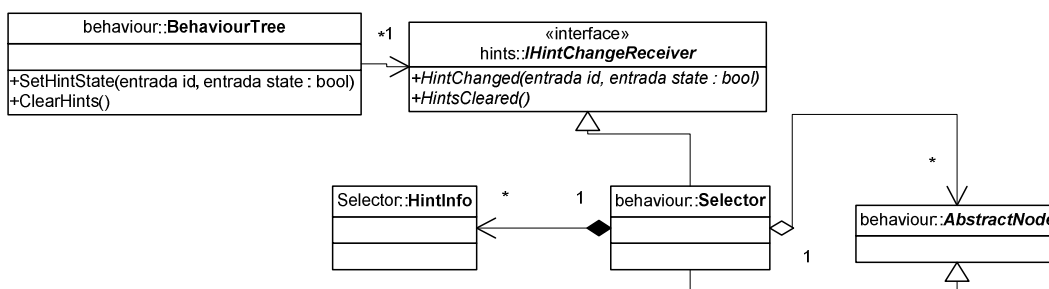 behaviour::BehaviourTree
+SetHintState(entrada id, entrada state : bool)
+ClearHints()
*1
«interface»
hints::IHintChangeReceiver
+HintChanged(entrada id, entrada state : bool)
+HintsCleared()
Selector::HintInfo
*
1
behaviour::Selector
1
*
behaviour::AbstractNode